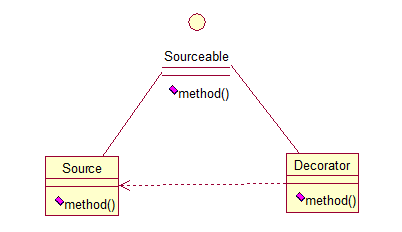 Sourceable
method()
Source
method()
Decorator
method()